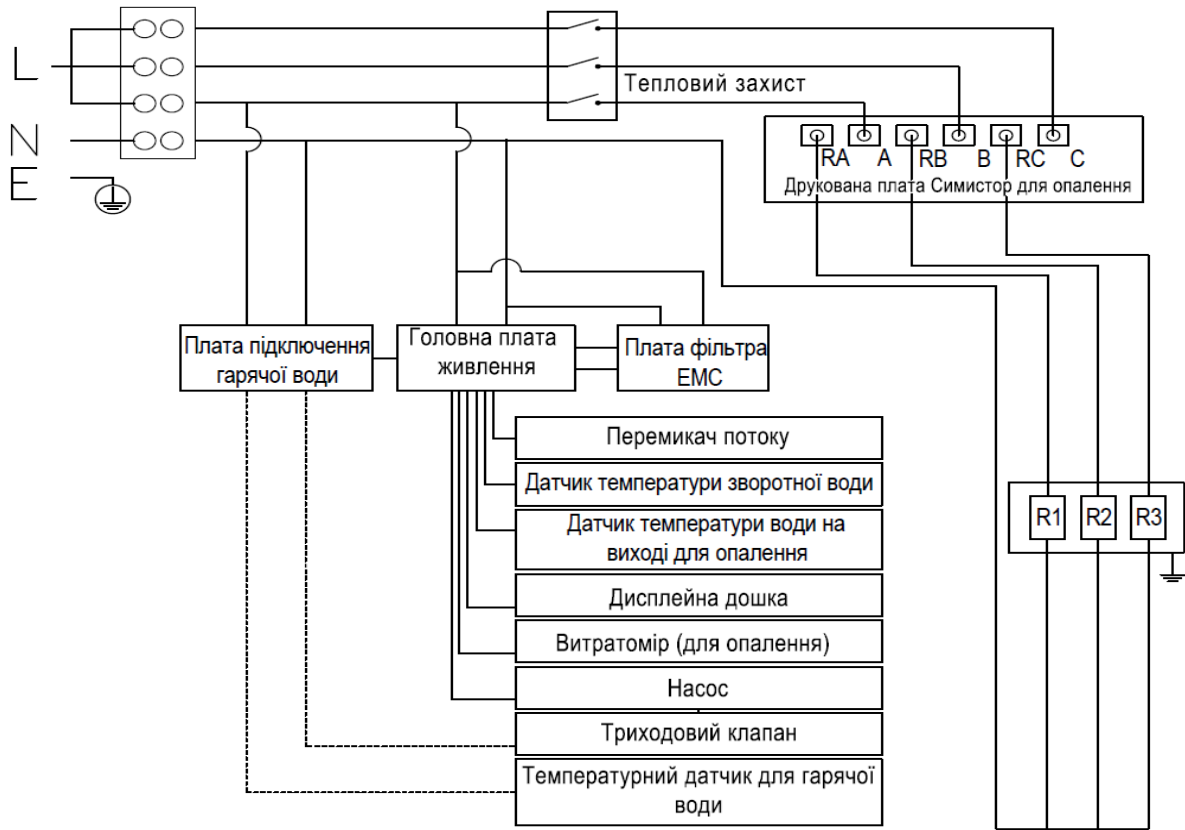 L
N
E
Тепловий захист
RA A RB B RC C
Друкована плата Симистор для опалення
Плата підключення
гарячої води
Головна плата
живлення
Плата фільтра
EMC
Перемикач потоку
Датчик температури зворотної води
Датчик температури води на
виході для опалення
Дисплейна дошка
Витратомір (для опалення)
Насос
Триходовий клапан
Температурний датчик для гарячої
води
R1 R2 R3